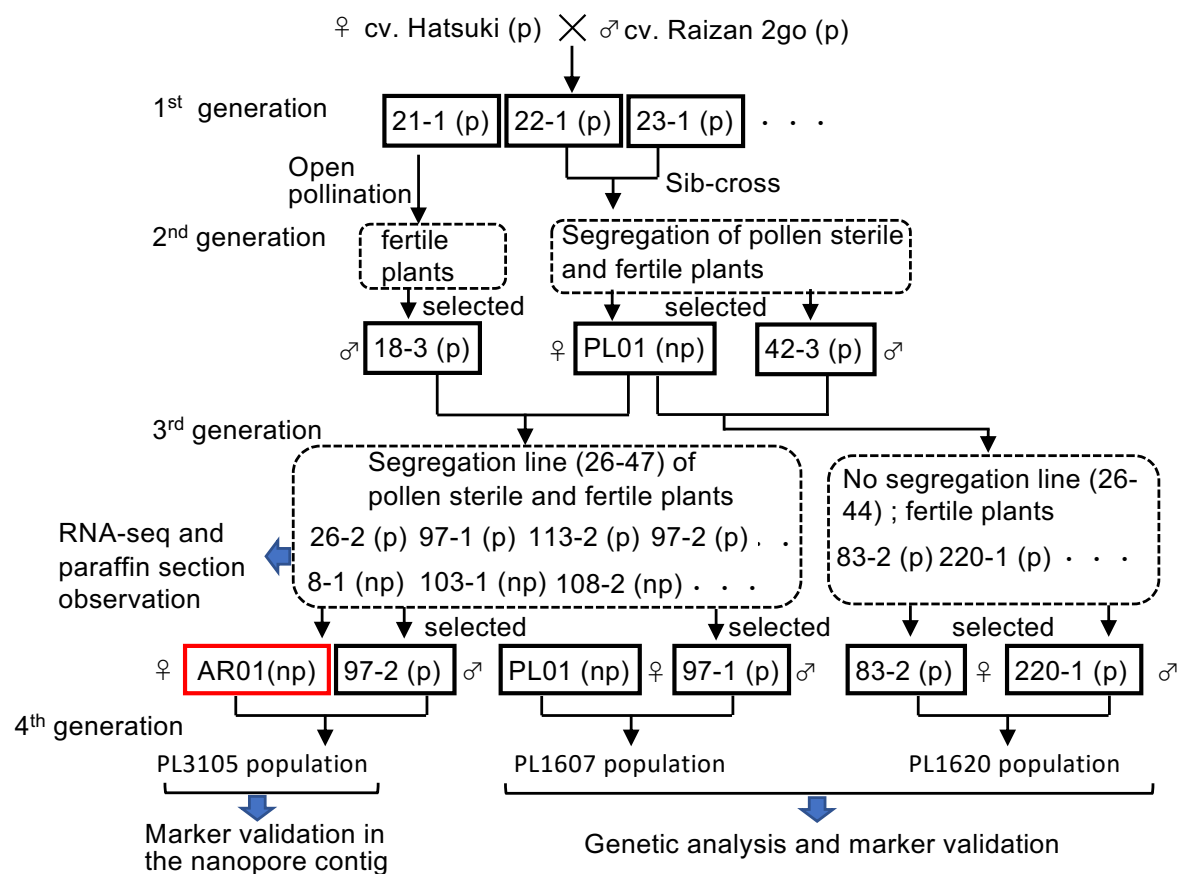 ♀ cv. Hatsuki (p) ╳ ♂ cv. Raizan 2go (p)
1st generation
21-1 (p) 22-1 (p) 23-1 (p) · · ·
Open
pollination
Sib-cross
2nd generation
fertile
plants
Segregation of pollen sterile
and fertile plants
selected
selected
♂ 18-3 (p)
♀ PL01 (np)
42-3 (p) ♂
3rd generation
Segregation line (26-47) of
pollen sterile and fertile plants
26-2 (p) 97-1 (p) 113-2 (p) 97-2 (p) . ·
8-1 (np) 103-1 (np) 108-2 (np) · · ·
No segregation line (26-
44) ; fertile plants
83-2 (p) 220-1 (p) · · ·
RNA-seq and
paraffin section
observation
selected
selected
selected
♀ AR01(np) 97-2 (p) ♂
PL01 (np) ♀ 97-1 (p) ♂
83-2 (p) ♀ 220-1 (p) ♂
4th generation
PL3105 population
PL1607 population
PL1620 population
Marker validation in
the nanopore contig
Genetic analysis and marker validation